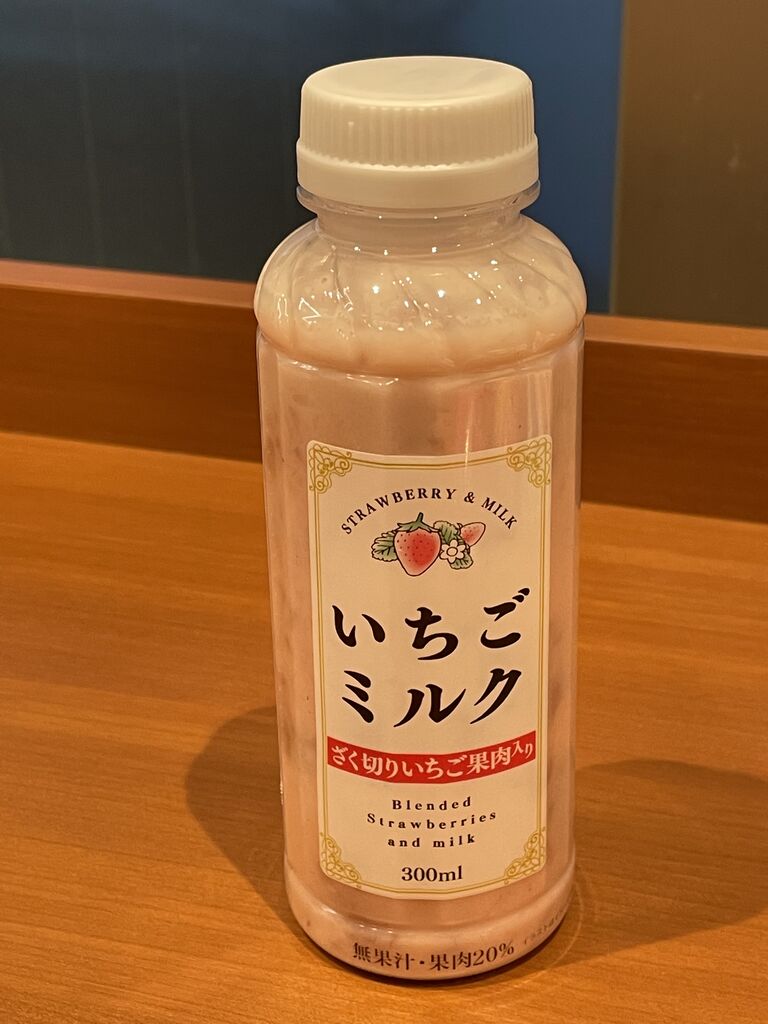 STRAWBERRY & MILK
いちご
ミルク
ざく切りいちご果肉入り
Blended
Strawberries
and milk
300ml
無果汁・果肉20%